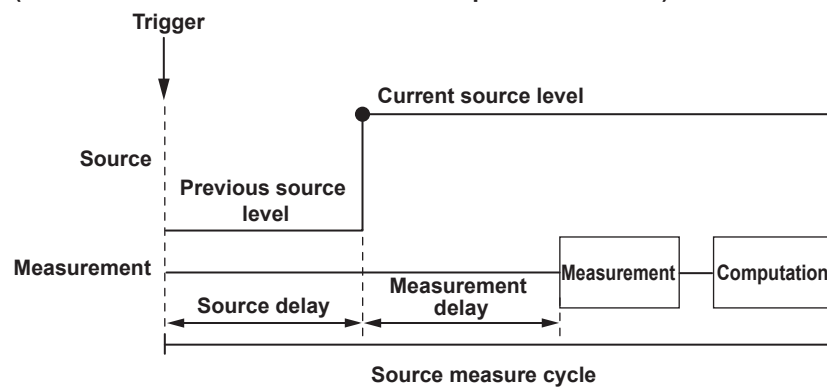 Trigger
Current source level
Source
Previous source
level
Measurement
Measurement
Computation
Source delay
Measurement
delay
Source measure cycle